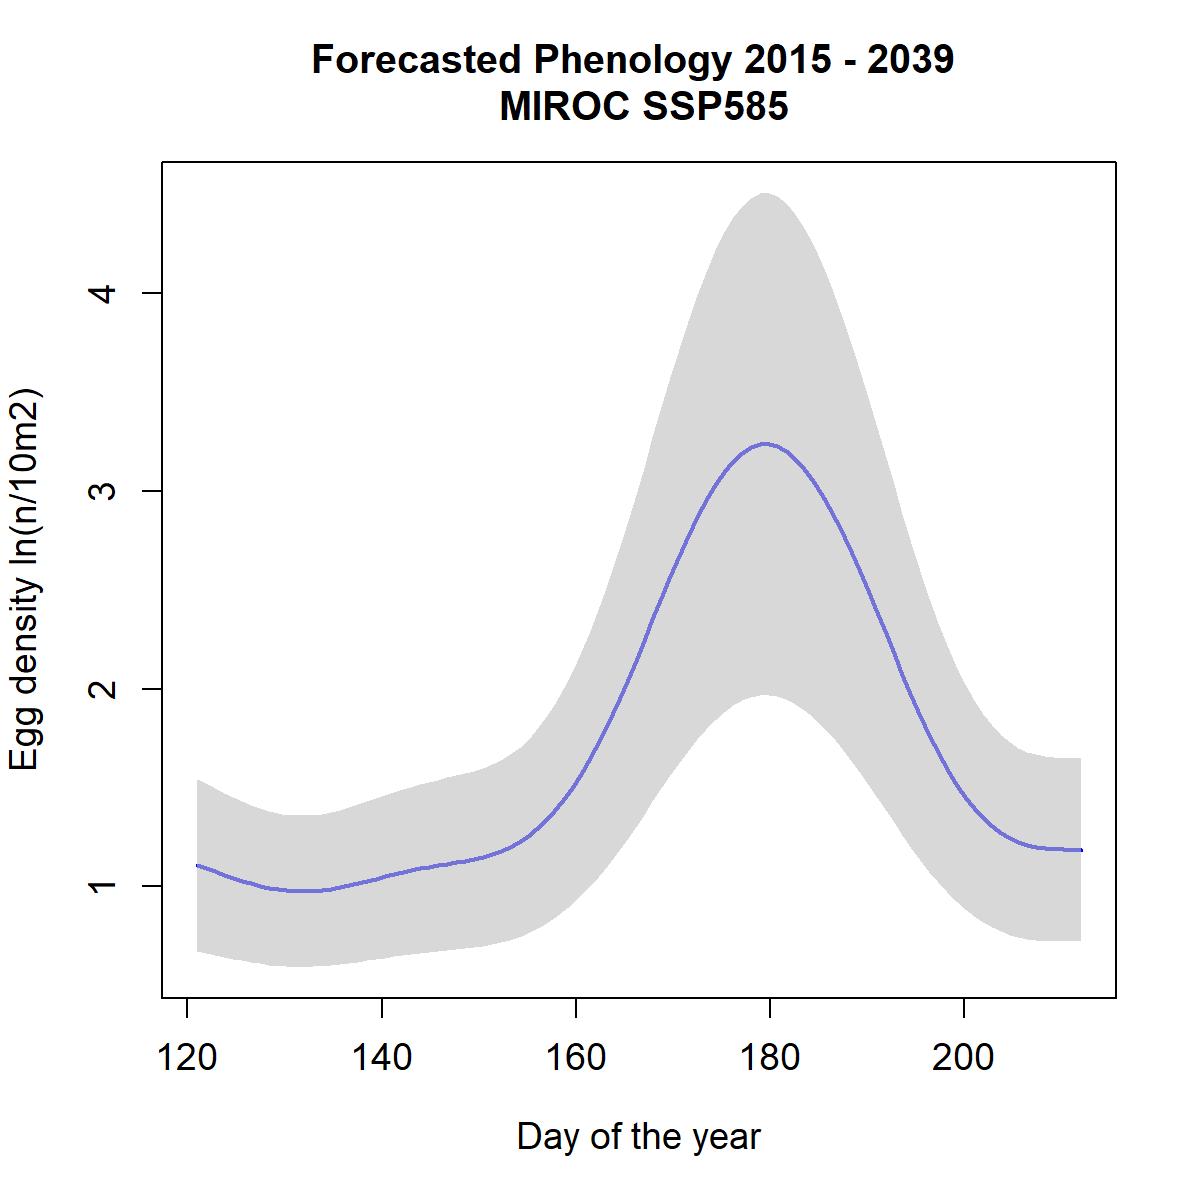 Forecasted Phenology 2015 - 2039
MIROC SSP585
Egg density ln(n/10m2)
4
3
2
1
120 140 160 180 200
Day of the year